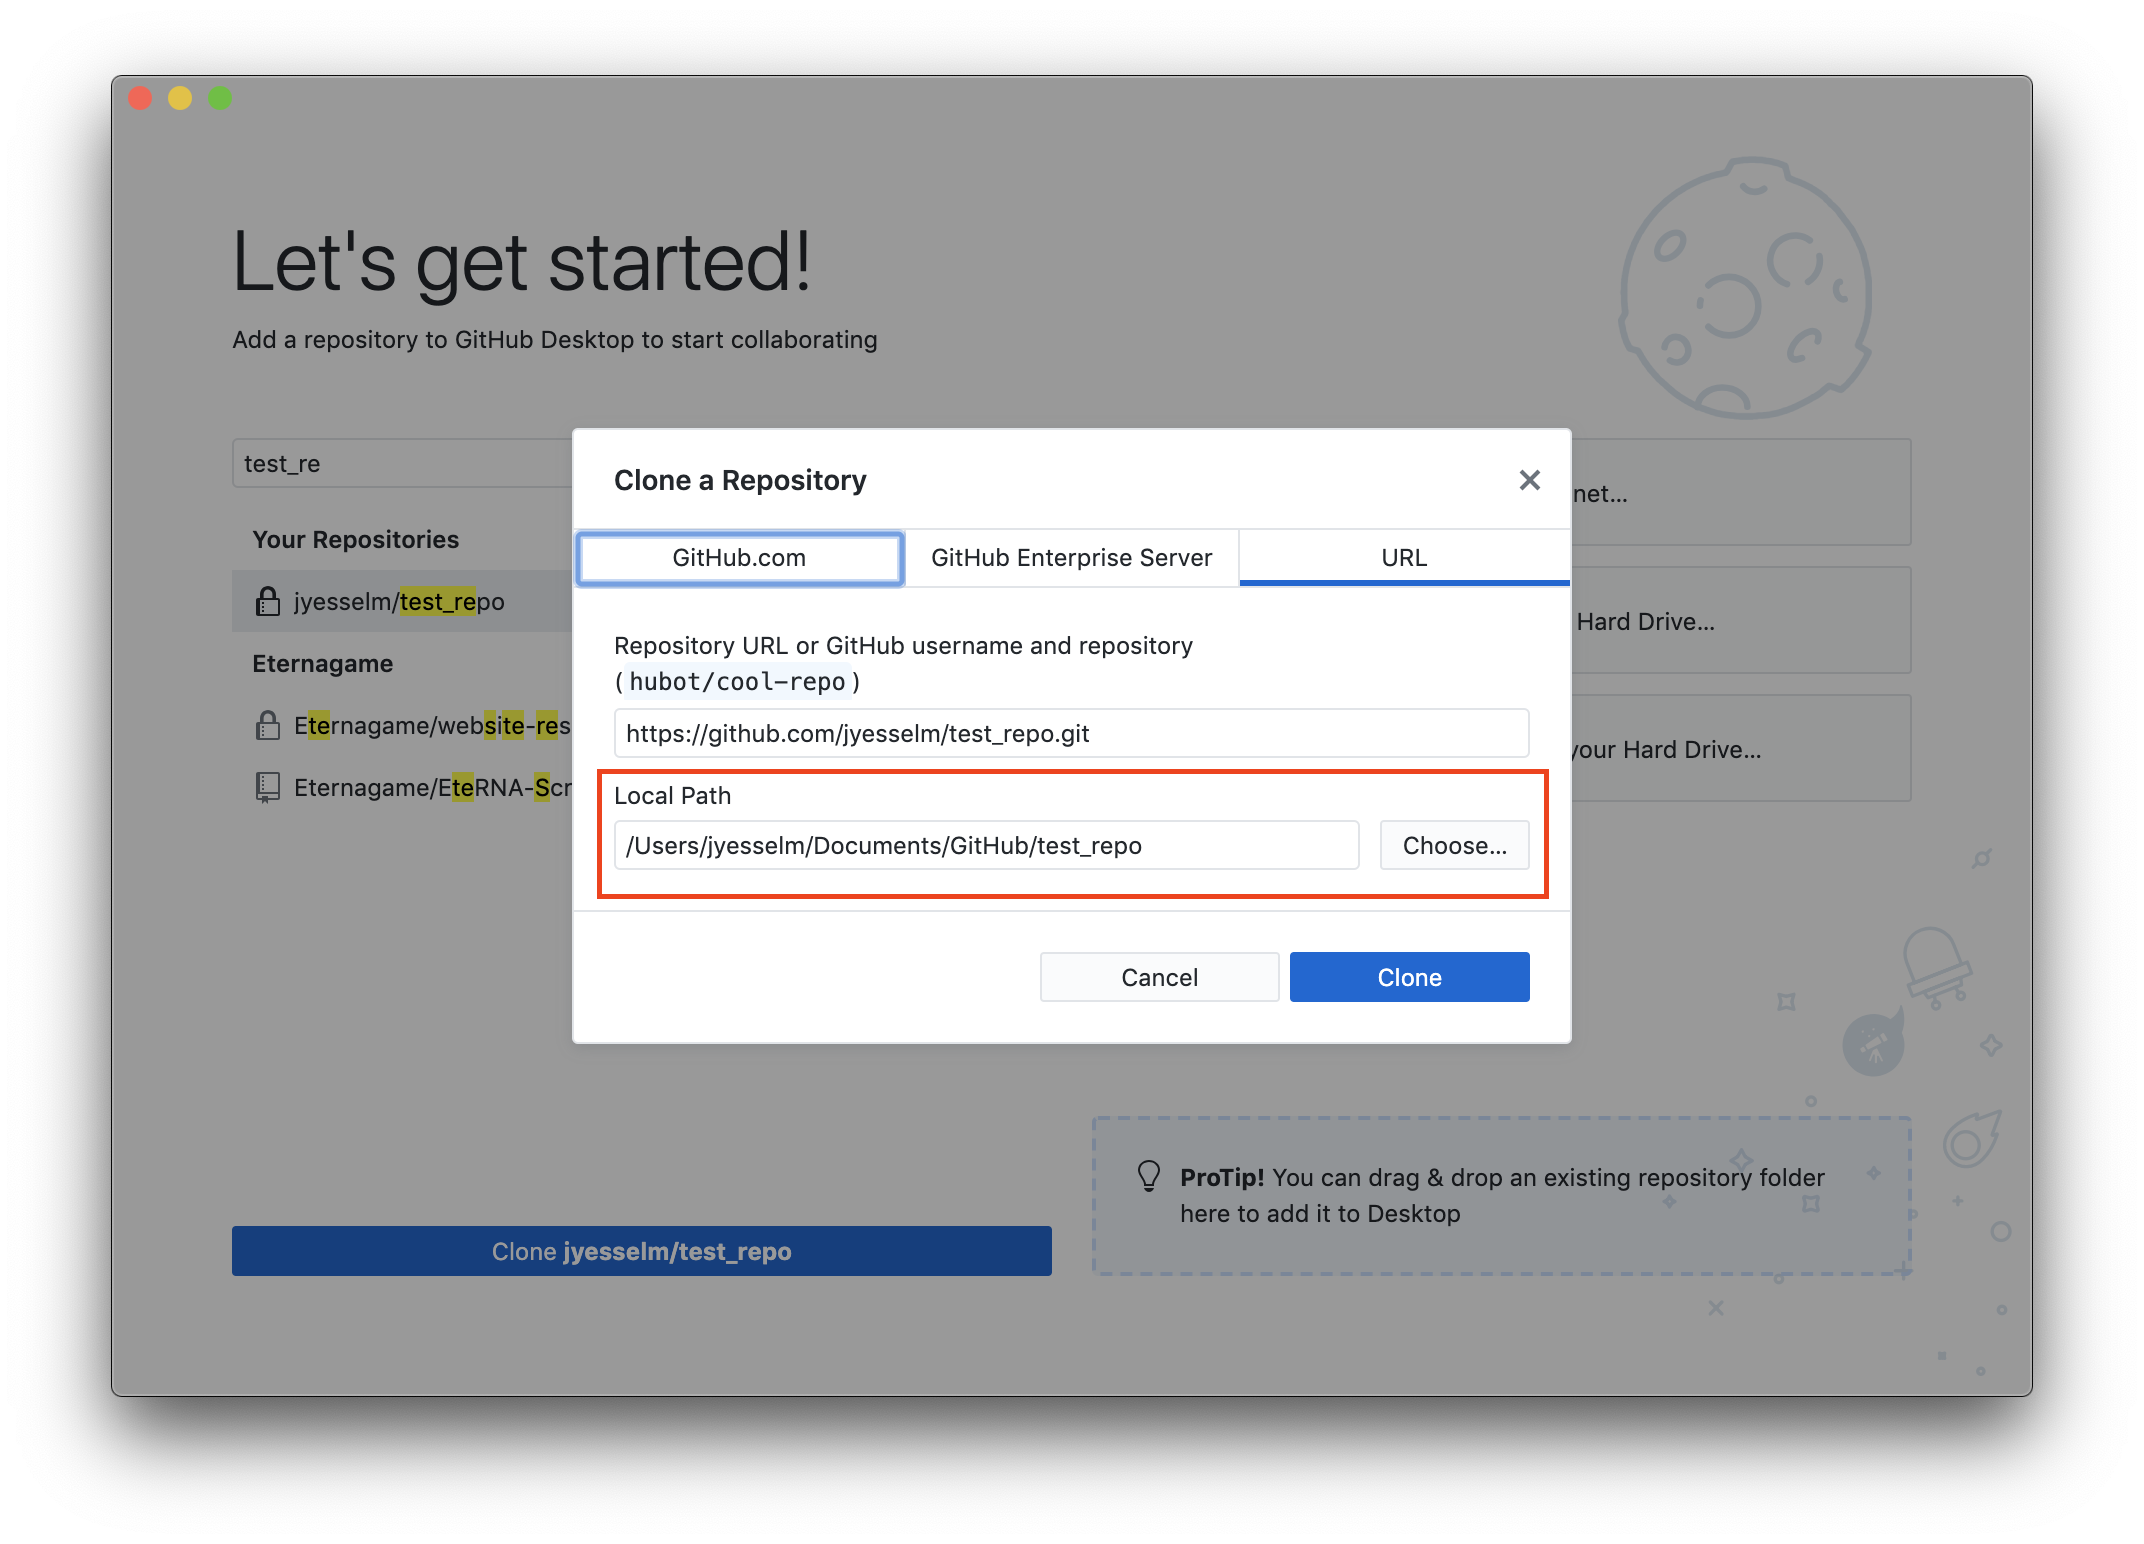 Let's get started!
Add a repository to GitHub Desktop to start collaborating
test_re
Your Repositories
jyesselm/test_repo
Eternagame
Eternagame/website-res
Eternagame/EteRNA-Scr
Clone jyesselm/test_repo
Clone a Repository
GitHub.com
GitHub Enterprise Server
URL
Repository URL or GitHub username and repository
(hubot/cool-repo)
https://github.com/jyesselm/test_repo.git
Local Path
/Users/jyesselm/Documents/GitHub/test_repo
Choose...
Cancel
Clone
net...
Hard Drive...
your Hard Drive...
ProTip! You can drag & drop an existing repository folder
here to add it to Desktop